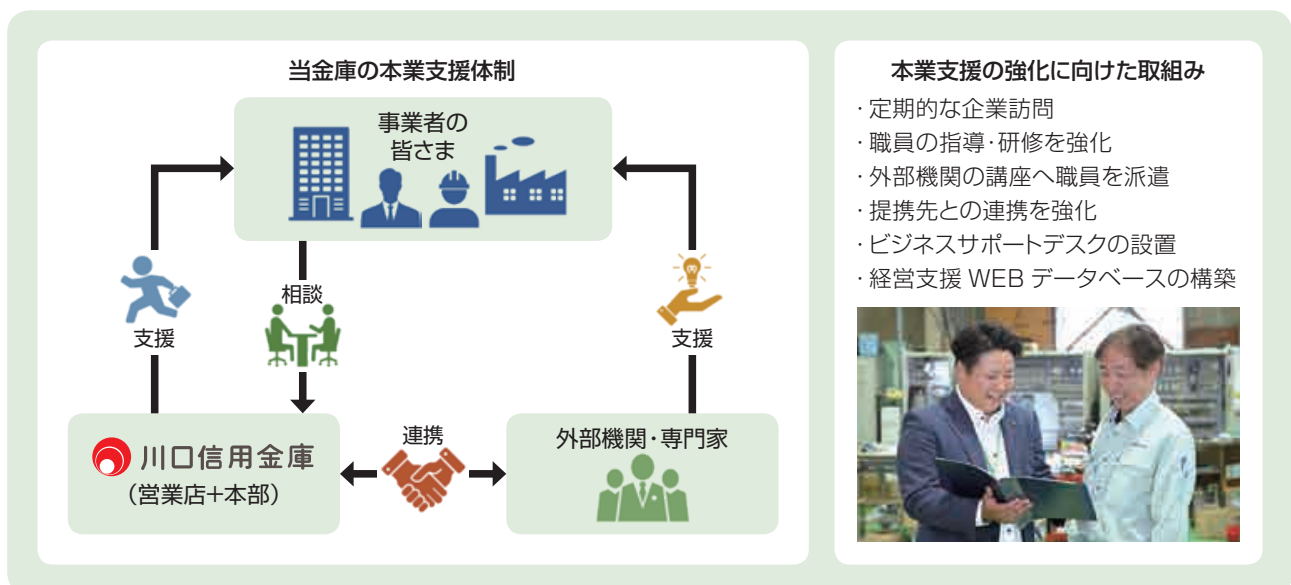 当金庫の本業支援体制
事業者の
皆さま
支援
相談
支援
川口信用金庫
（営業店+本部）
連携
外部機関・専門家
本業支援の強化に向けた取組み
・定期的な企業訪問
・職員の指導・研修を強化
・外部機関の講座へ職員を派遣
・提携先との連携を強化
・ビジネスサポートデスクの設置
・経営支援 WEB データベースの構築